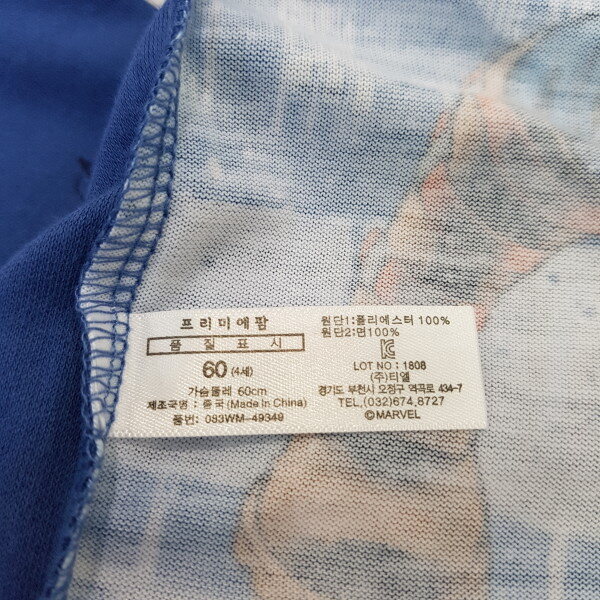 프리미에팜
품 질 표 시
60 (4세)
가슴둘레 60cm
제조국명 : 중국(Made in China)
품번: 083WM-49349
원단1:폴리에스터 100%
원단2:면100%
LOT NO : 1808
(주)티엘
경기도 부천시 오정구 역곡로 434-7
TEL.(032)674.8727
©MARVEL